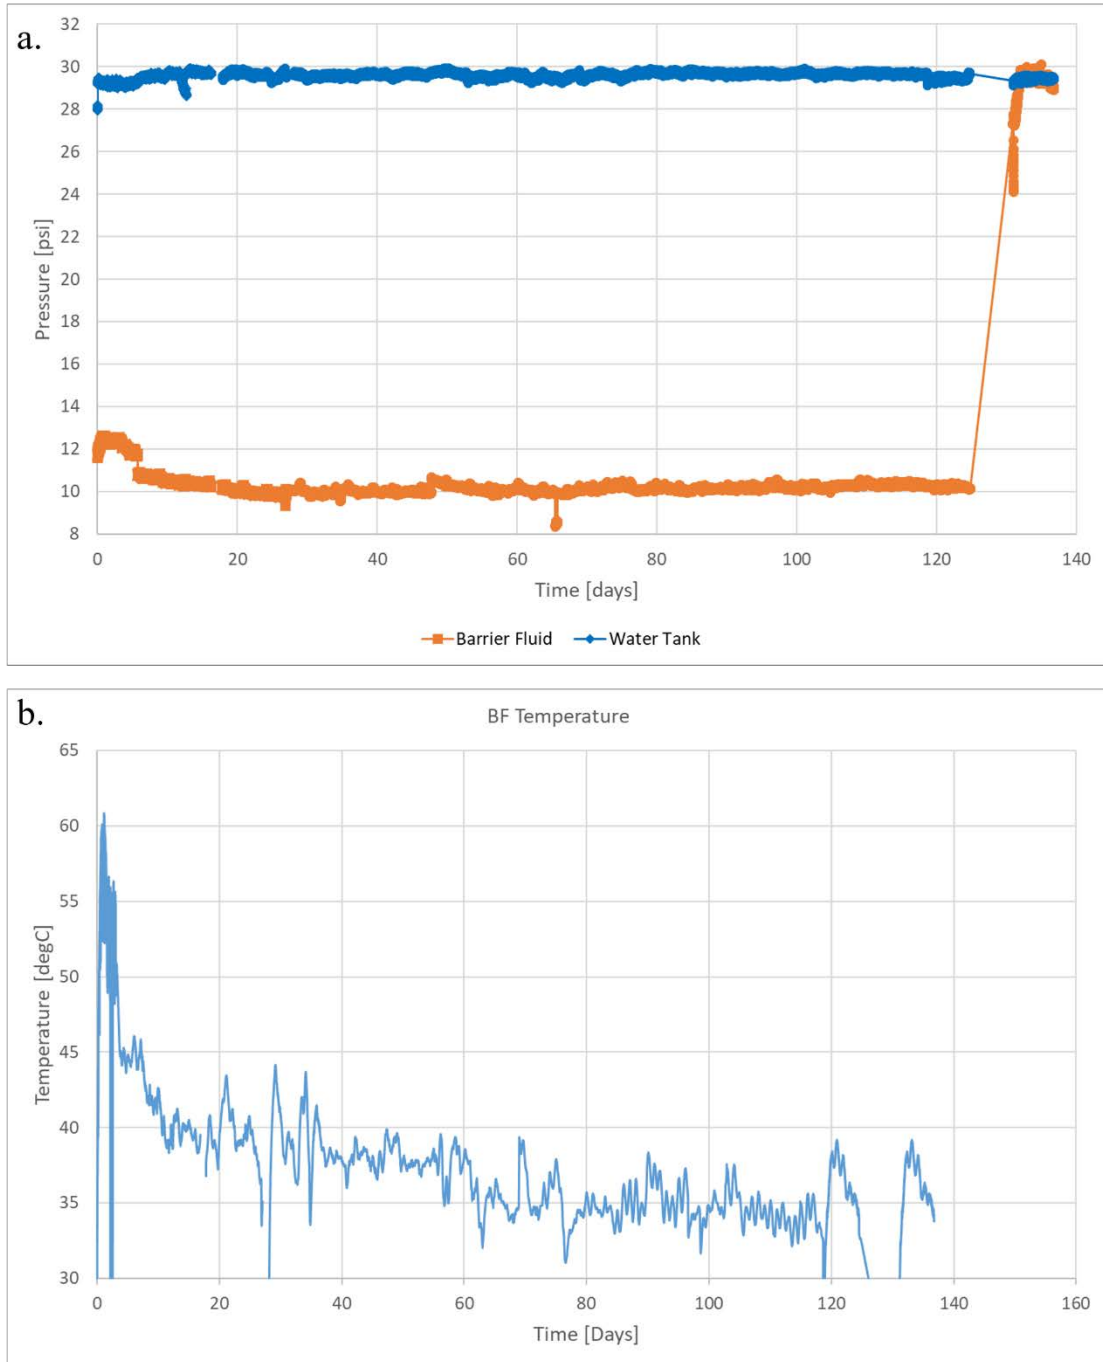 a.
Pressure [psi]
32
30
28
26
24
22
20
18
16
14
12
10
8
0 20 40 60 80 100 120 140
Time [days]
Barrier Fluid Water Tank
b.
BF Temperature
Temperature [degC]
65
60
55
50
45
40
35
30
0 20 40 60 80 100 120 140 160
Time [Days]